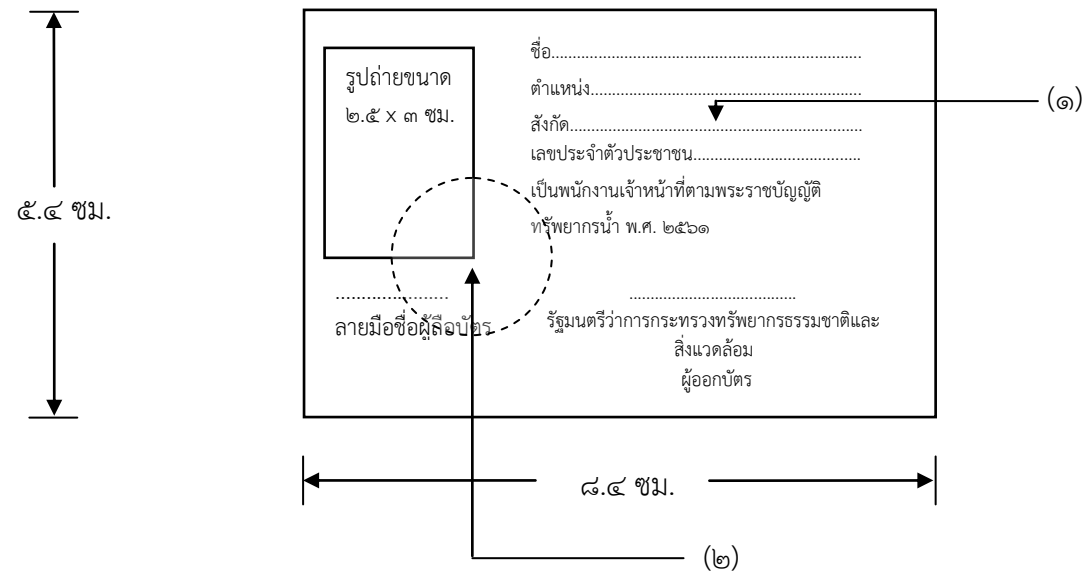 รูปถ่ายขนาด
๒.๕ x ๓ ซม.
ชื่อ................................................................
ตำแหน่ง........................................................
สังกัด............................................................
เลขประจำตัวประชาชน......................................
เป็นพนักงานเจ้าหน้าที่ตามพระราชบัญญัติ
ทรัพยากรน้ำ พ.ศ. ๒๕๖๑
(๑)
๕.๔ ซม.
.....................
ลายมือชื่อผู้ถือบัตร
.......................................
รัฐมนตรีว่าการกระทรวงทรัพยากรธรรมชาติและ
สิ่งแวดล้อม
ผู้ออกบัตร
๘.๔ ซม.
(๒)